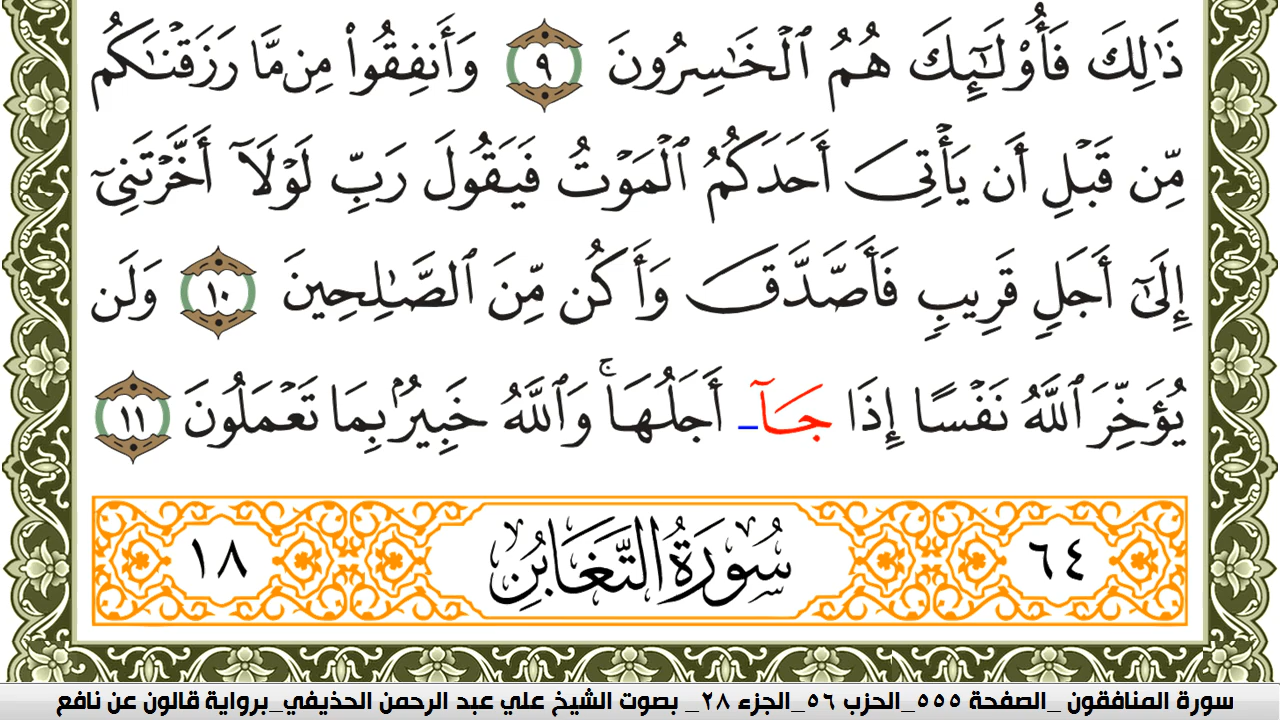 ذَٰلِكَ فَأُوْلَٰٓئِكَ هُمُ ٱلْخَٰسِرُونَ ٩ وَأَنفِقُواْ مِن مَّا رَزَقْنَٰكُم
مِّن قَبْلِ أَن يَأْتِىَ أَحَدَكُمُ ٱلْمَوْتُ فَيَقُولَ رَبِّ لَوْلَآ أَخَّرْتَنِىٓ
إِلَىٰٓ أَجَلٍ قَرِيبٍ فَأَصَّدَّقَ وَأَكُن مِّنَ ٱلصَّٰلِحِينَ ١٠ وَلَن
يُؤَخِّرَ ٱللَّهُ نَفْسًا إِذَا جَآ أَجَلُهَاۚ وَٱللَّهُ خَبِيرُۢ بِمَا تَعْمَلُونَ ١١
٦٤ سُورَةُ التَّغَابُنِ ١٨
سورة المنافقون _الصفحة ٥٥٥_الحزب ٥٦_الجزء ٢٨_ بصوت الشيخ علي عبد الرحمن الحذيفي_برواية قالون عن نافع